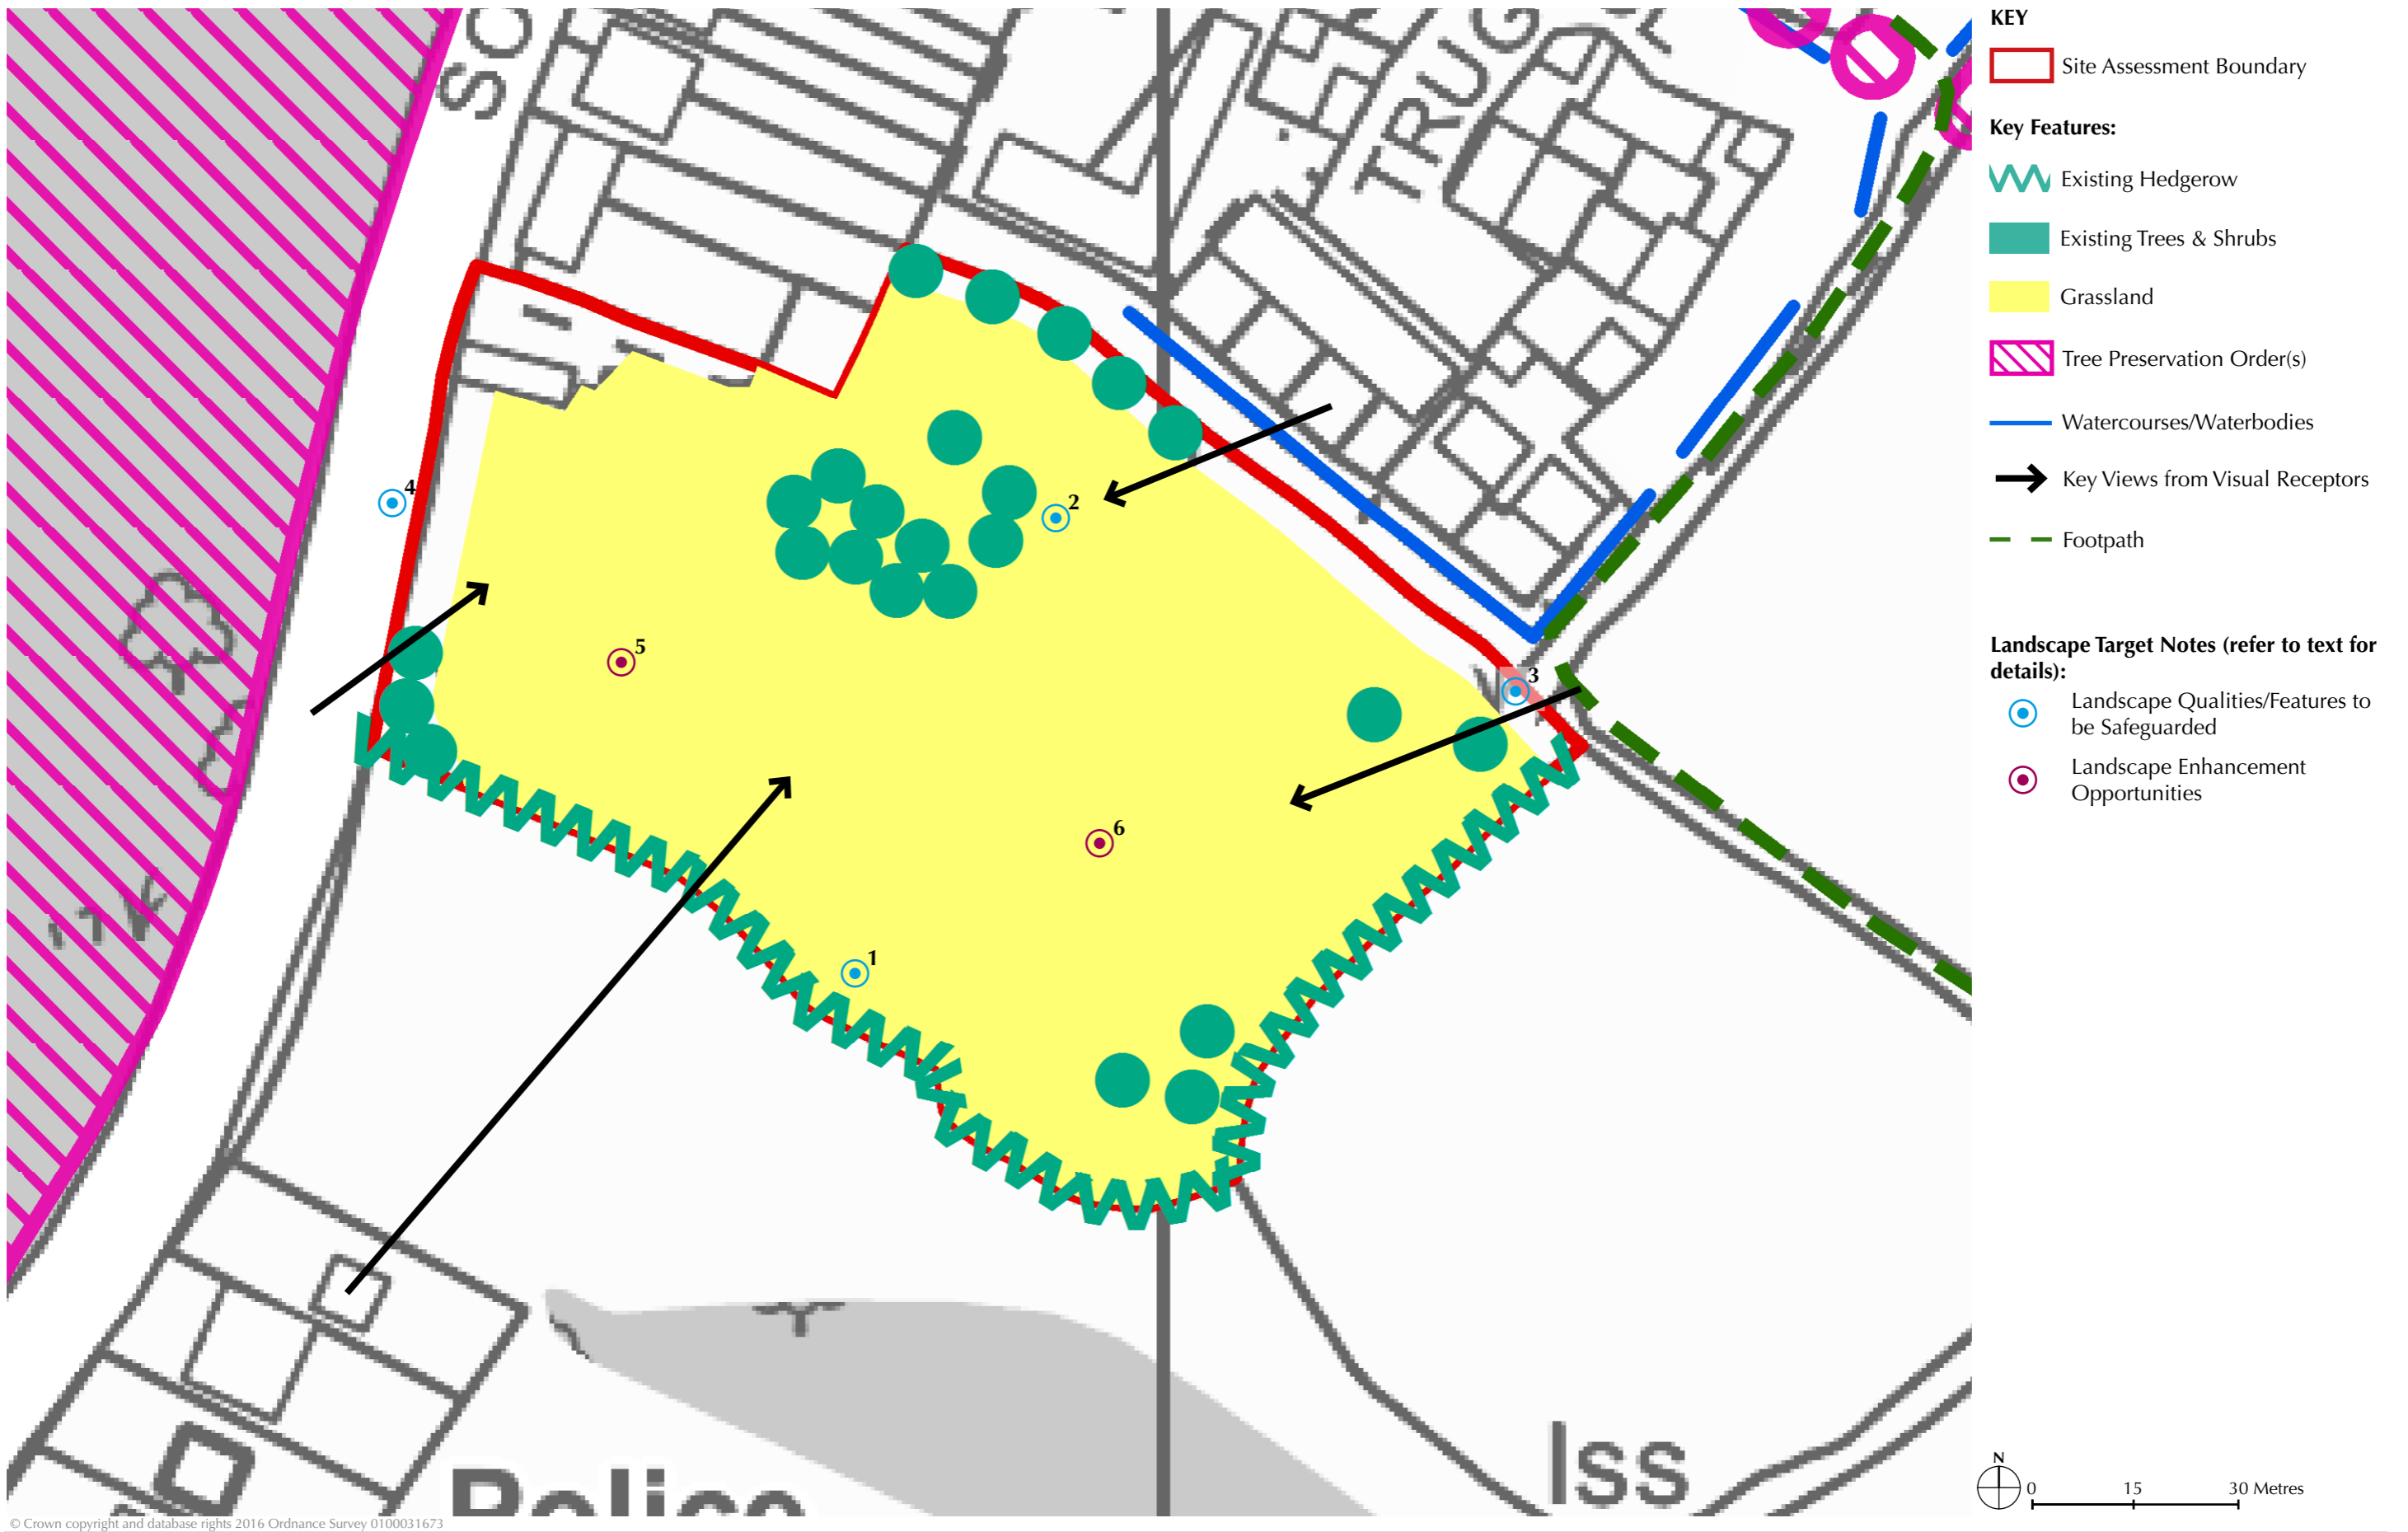 SC
TRUG
4
2
3
5
6
1
Iss
© Crown copyright and database rights 2016 Ordnance Survey 0100031673
KEY
Site Assessment Boundary
Key Features:
Existing Hedgerow
Existing Trees & Shrubs
Grassland
Tree Preservation Order(s)
Watercourses/Waterbodies
Key Views from Visual Receptors
Footpath
Landscape Target Notes (refer to text for
details):
Landscape Qualities/Features to
be Safeguarded
Landscape Enhancement
Opportunities
N
0 15 30 Metres